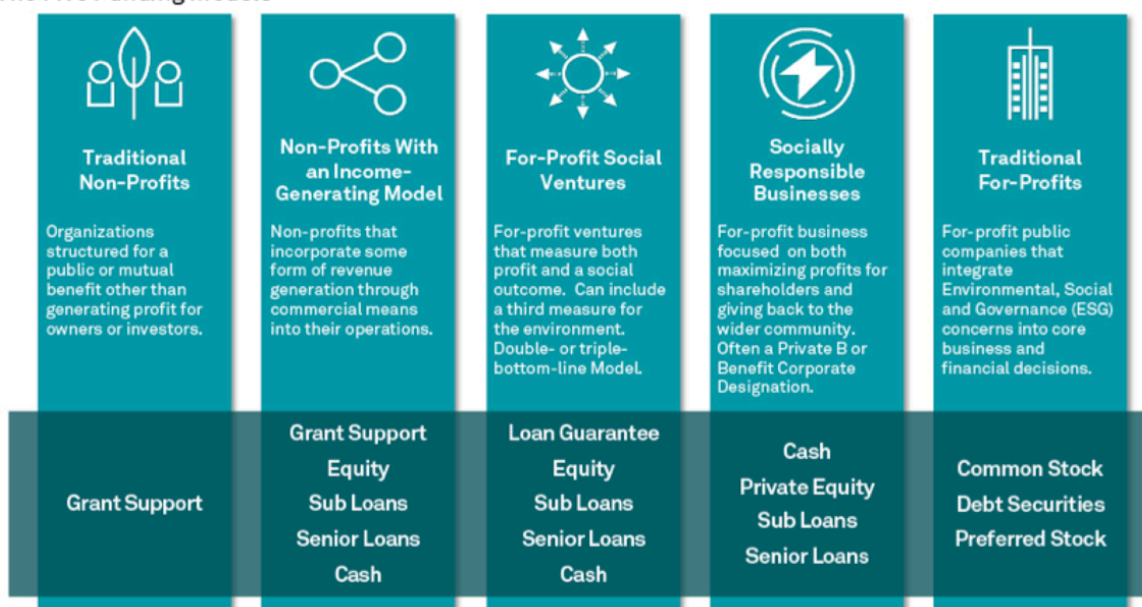 Traditional
Non-Profits
Organizations
structured for a
public or mutual
benefit other than
generating profit for
owners or investors.
Grant Support
Non-Profits With
an Income-
Generating Model
Non-profits that
incorporate some
form of revenue
generation through
commercial means
into their operations.
Grant Support
Equity
Sub Loans
Senior Loans
Cash
For-Profit Social
Ventures
For-profit ventures
that measure both
profit and a social
outcome. Can include
a third measure for
the environment.
Double- or triple-
bottom-line Model.
Loan Guarantee
Equity
Sub Loans
Senior Loans
Cash
Socially
Responsible
Businesses
For-profit business
focused on both
maximizing profits for
shareholders and
giving back to the
wider community.
Often a Private B or
Benefit Corporate
Designation.
Cash
Private Equity
Sub Loans
Senior Loans
Traditional
For-Profits
For-profit public
companies that
integrate
Environmental, Social
and Governance (ESG)
concerns into core
business and
financial decisions.
Common Stock
Debt Securities
Preferred Stock